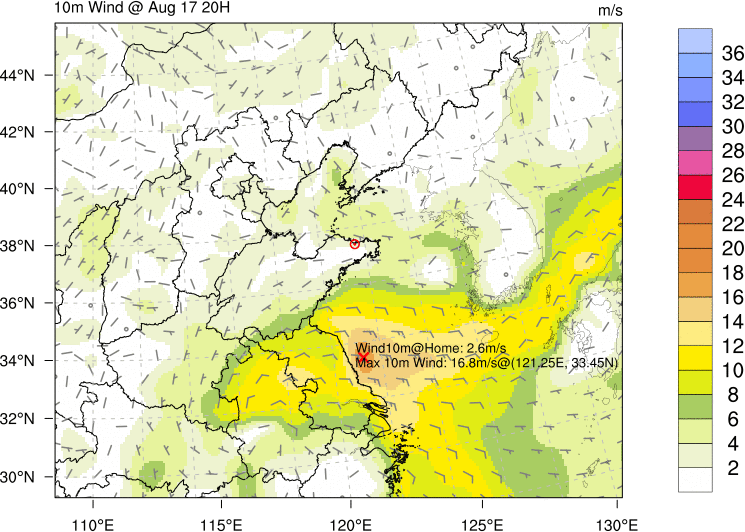 10m Wind @ Aug 17 20H
m/s
44°N
42°N
40°N
38°N
36°N
34°N
32°N
30°N
Wind10m@Home: 2.6m/s
Max 10m Wind: 16.8m/s@(121.25E, 33.45N)
110°E
115°E
120°E
125°E
130°E
36
34
32
30
28
26
24
22
20
18
16
14
12
10
8
6
4
2